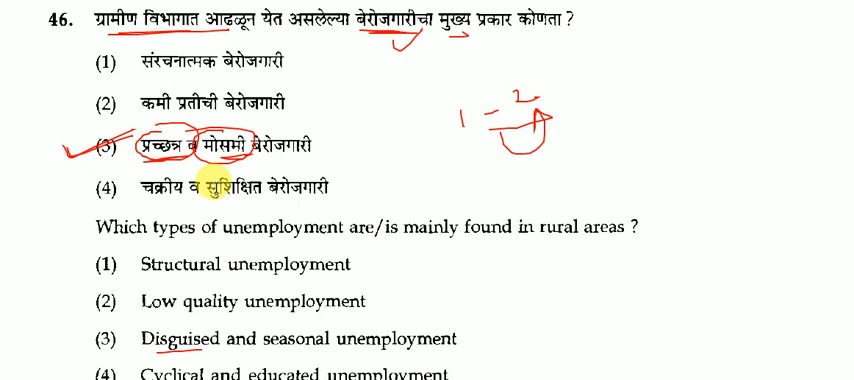 46. ग्रामीण विभागात आढळून येत असलेल्या बेरोजगारीचा मुख्य प्रकार कोणता ?
(1) संरचनात्मक बेरोजगारी
(2) कमी प्रतीची बेरोजगारी
1 - 2
(3) प्रच्छन्न व मोसमी बेरोजगारी
(4) चक्रीय व सुशिक्षित बेरोजगारी
Which types of unemployment are/is mainly found in rural areas ?
(1) Structural unemployment
(2) Low quality unemployment
(3) Disguised and seasonal unemployment
(4) Cyclical and educated unemployment